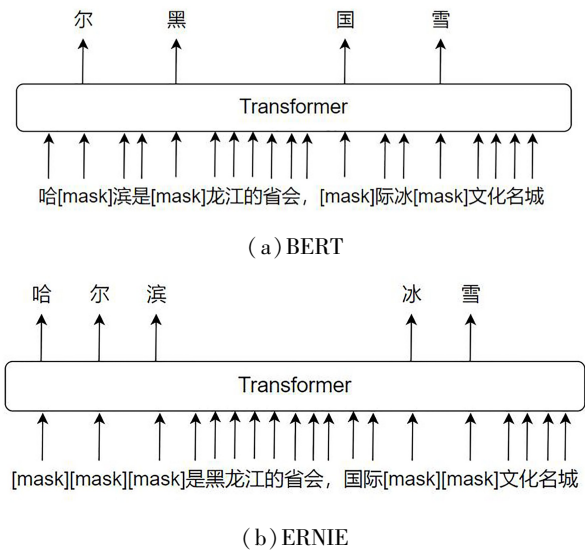 尔 黑 国 雪
Transformer
哈[mask]滨是[mask]龙江的省会，[mask]际冰[mask]文化名城
(a)BERT
哈 尔 滨 冰 雪
Transformer
[mask][mask][mask]是黑龙江的省会，国际[mask][mask]文化名城
(b)ERNIE